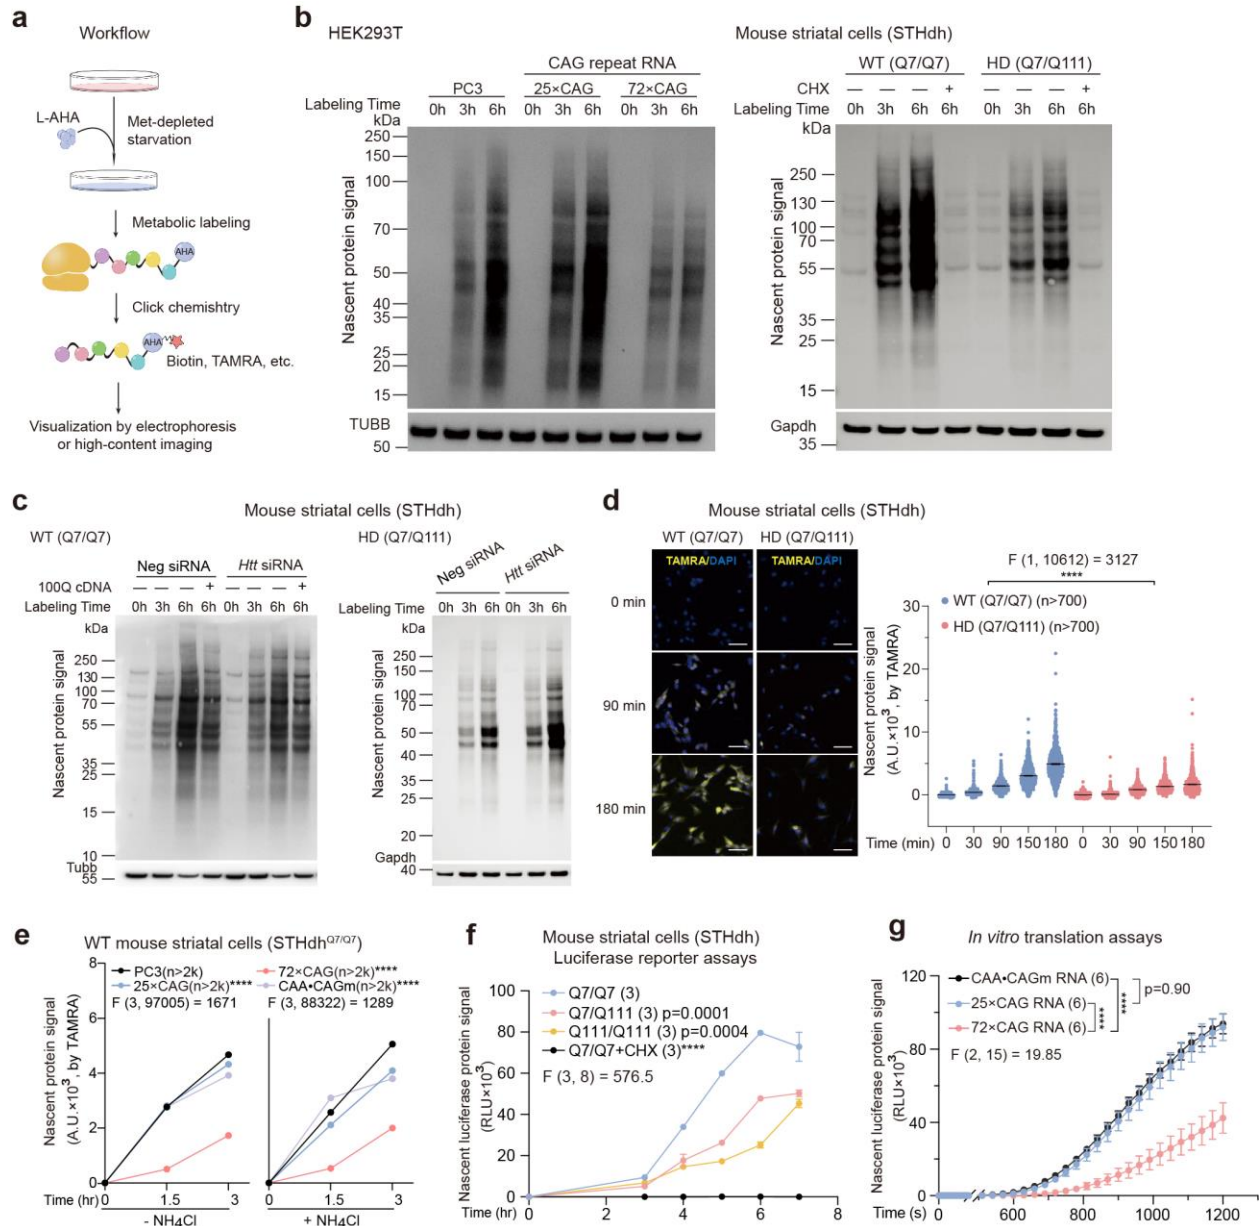 a
Workflow
L-AHA
Met-depleted
starvation
Metabolic labeling
AHA
Click chemishtry
AHA
Biotin, TAMRA, etc.
Visualization by electrophoresis
or high-content imaging
b
HEK293T
CAG repeat RNA
PC3 25×CAG 72×CAG
Labeling Time 0h 3h 6h 0h 3h 6h 0h 3h 6h
kDa
Nascent protein signal
250
150
100
70
50
40
35
25
20
15
TUBB
50
Mouse striatal cells (STHdh)
WT (Q7/Q7) HD (Q7/Q111)
CHX — — — + — — — +
Labeling Time 0h 3h 6h 6h 0h 3h 6h 6h
kDa
Nascent protein signal
250
130
100
70
55
35
25
15
Gapdh
35
c
Mouse striatal cells (STHdh)
WT (Q7/Q7)
Neg siRNA Htt siRNA
100Q cDNA — — — + — — — +
Labeling Time 0h 3h 6h 6h 0h 3h 6h 6h
kDa
Nascent protein signal
250
130
100
70
55
35
25
15
10
Tubb
55
HD (Q7/Q111)
Neg siRNA Htt siRNA
Labeling Time 0h 3h 6h 0h 3h 6h
kDa
Nascent protein signal
250
150
100
70
50
40
35
25
20
Gapdh
40
d
Mouse striatal cells (STHdh)
WT (Q7/Q7) HD (Q7/Q111)
TAMRA/DAPI TAMRA/DAPI
0 min
90 min
180 min
F (1, 10612) = 3127
****
WT (Q7/Q7) (n>700)
HD (Q7/Q111) (n>700)
Nascent protein signal
(A.U.×10³, by TAMRA)
30
20
10
0
Time (min) 0 30 90 150 180 0 30 90 150 180
e
WT mouse striatal cells (STHdhQ7/Q7)
PC3(n>2k) 72×CAG(n>2k)****
25×CAG(n>2k)**** CAA•CAGm(n>2k)****
F (3, 97005) = 1671 F (3, 88322) = 1289
Nascent protein signal
(A.U.×10³, by TAMRA)
8
6
4
2
0
Time (hr) 0 1.5 3 0 1.5 3
- NH4Cl + NH4Cl
f
Mouse striatal cells (STHdh)
Luciferase reporter assays
Q7/Q7 (3)
Q7/Q111 (3) p=0.0001
Q111/Q111 (3) p=0.0004
Q7/Q7+CHX (3)****
F (3, 8) = 576.5
Nascent luciferase protein signal
(RLU×10³)
100
80
60
40
20
0
Time (hr) 0 2 4 6 8
g
In vitro translation assays
CAA•CAGm RNA (6)
25×CAG RNA (6)
72×CAG RNA (6)
****
****
p=0.90
F (2, 15) = 19.85
Nascent luciferase protein signal
(RLU×10³)
120
80
40
0
Time (s) 0 600 800 1000 1200